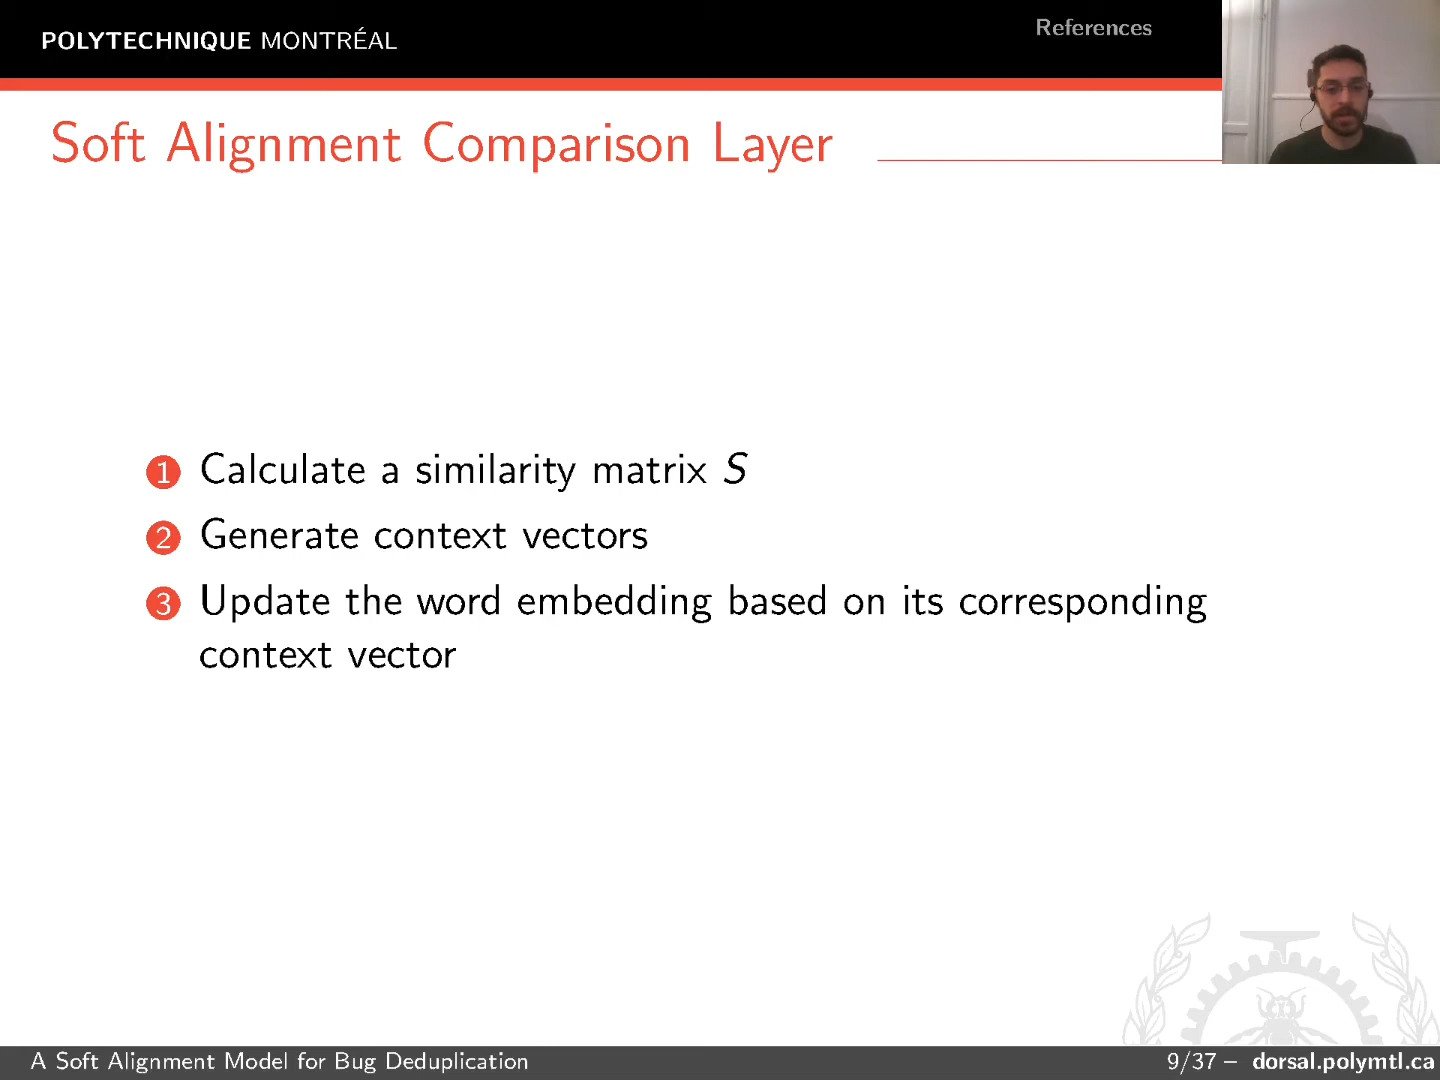 POLYTECHNIQUE MONTRÉAL
References
Soft Alignment Comparison Layer
1 Calculate a similarity matrix S
2 Generate context vectors
3 Update the word embedding based on its corresponding
context vector
A Soft Alignment Model for Bug Deduplication
9/37 – dorsal.polymtl.ca